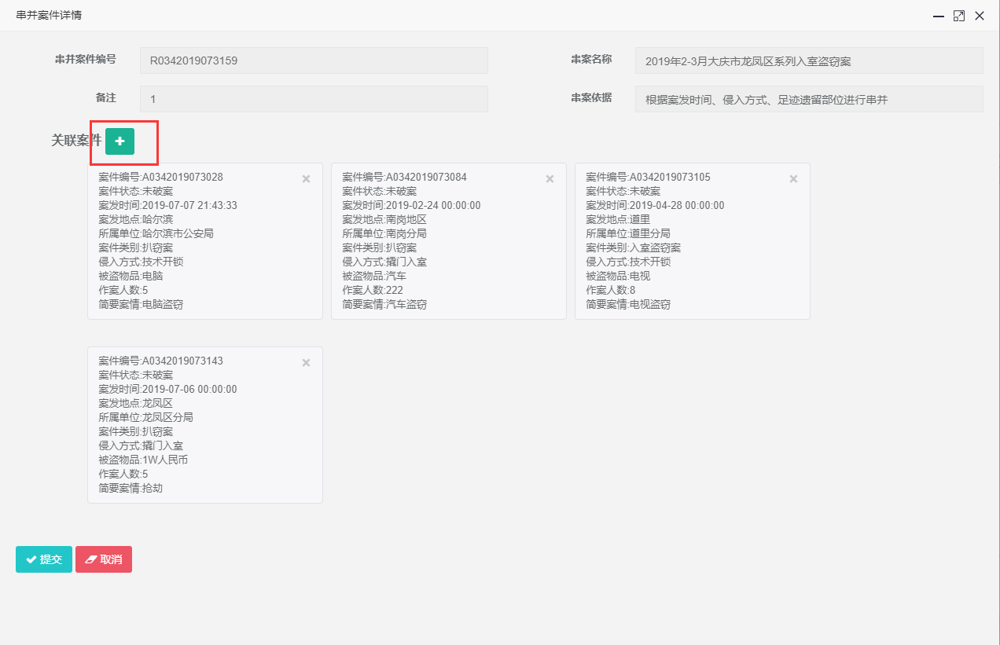 串并案件详情
串并案件编号 R0342019073159 串案名称 2019年2-3月大庆市龙凤区系列入室盗窃案
备注 1 串案依据 根据案发时间、侵入方式、足迹遗留部位进行串并
关联案件
案件编号:A0342019073028
案件状态:未破案
案发时间:2019-07-07 21:43:33
案发地点:哈尔滨
所属单位:哈尔滨市公安局
案件类别:扒窃案
侵入方式:技术开锁
被盗物品:电脑
作案人数:5
简要案情:电脑盗窃
案件编号:A0342019073084
案件状态:未破案
案发时间:2019-02-24 00:00:00
案发地点:南岗地区
所属单位:南岗分局
案件类别:扒窃案
侵入方式:撬门入室
被盗物品:汽车
作案人数:222
简要案情:汽车盗窃
案件编号:A0342019073105
案件状态:未破案
案发时间:2019-04-28 00:00:00
案发地点:道里
所属单位:道里分局
案件类别:入室盗窃案
侵入方式:技术开锁
被盗物品:电视
作案人数:8
简要案情:电视盗窃
案件编号:A0342019073143
案件状态:未破案
案发时间:2019-07-06 00:00:00
案发地点:龙凤区
所属单位:龙凤区分局
案件类别:扒窃案
侵入方式:撬门入室
被盗物品:1W人民币
作案人数:5
简要案情:抢劫
提交 取消